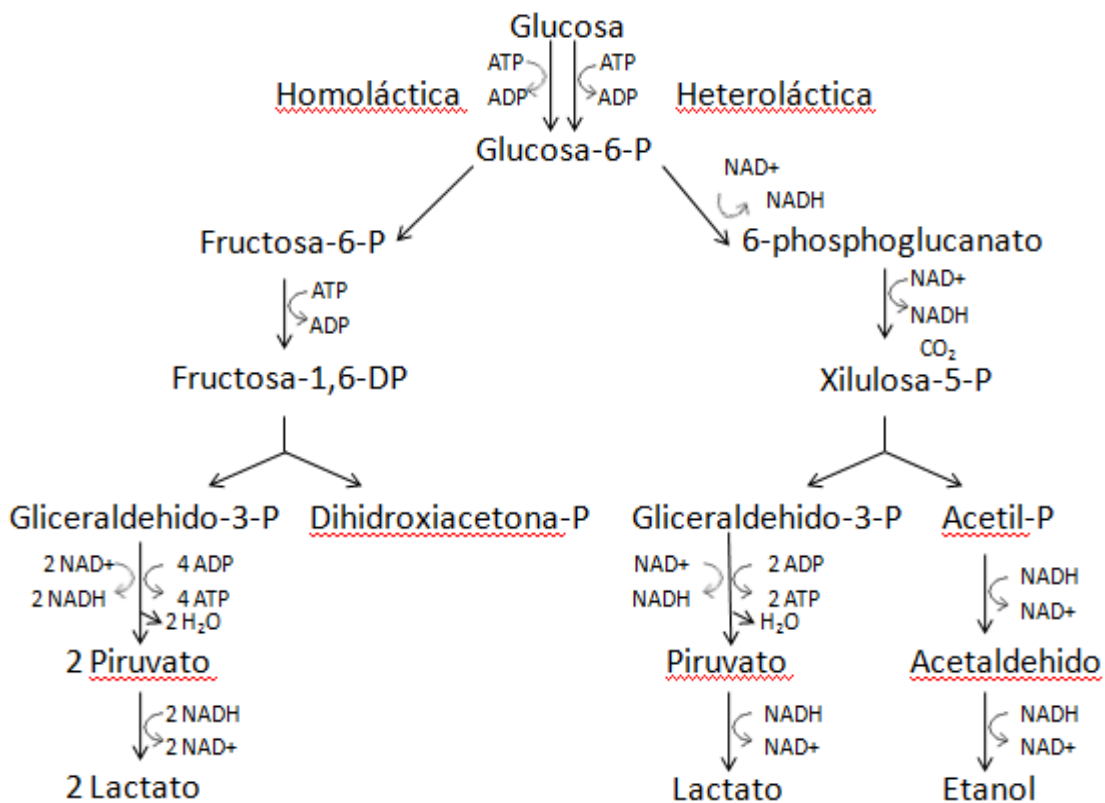 Glucosa
ATP
ADP
ATP
ADP
Homoláctica
Heteroláctica
Glucosa-6-P
NAD+
NADH
Fructosa-6-P
6-phosphoglucanato
ATP
ADP
NAD+
NADH
CO₂
Fructosa-1,6-DP
Xilulosa-5-P
Gliceraldehido-3-P
Dihidroxiacetona-P
Gliceraldehido-3-P
Acetil-P
2 NAD+
2 NADH
4 ADP
4 ATP
2 H₂O
NAD+
NADH
2 ADP
2 ATP
H₂O
NADH
NAD+
2 Piruvato
Piruvato
Acetaldehido
2 NADH
2 NAD+
NADH
NAD+
NADH
NAD+
2 Lactato
Lactato
Etanol